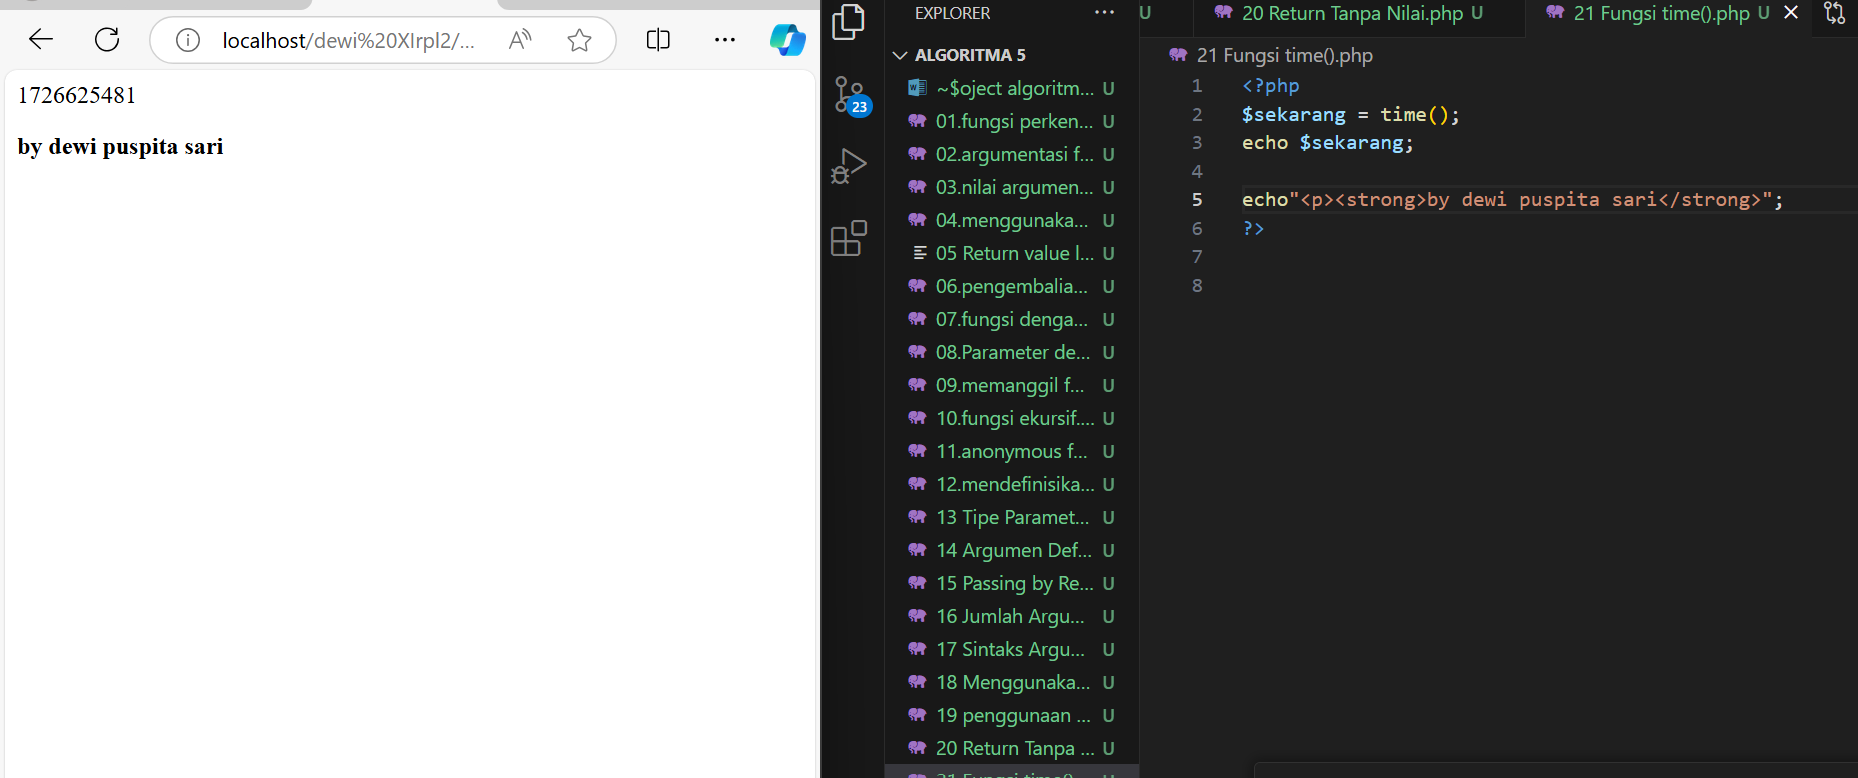 localhost/dewi%20XIrpl2/...
1726625481
by dewi puspita sari
23
EXPLORER
ALGORITMA 5
~$oject algoritm... U
01.fungsi perken... U
02.argumentasi f... U
03.nilai argumen... U
04.menggunaka... U
05 Return value l... U
06.pengembalia... U
07.fungsi denga... U
08.Parameter de... U
09.memanggil f... U
10.fungsi ekursif.... U
11.anonymous f... U
12.mendefinisika... U
13 Tipe Paramet... U
14 Argumen Def... U
15 Passing by Re... U
16 Jumlah Argu... U
17 Sintaks Argu... U
18 Menggunaka... U
19 penggunaan ... U
20 Return Tanpa ... U
21 Fungsi time()... U
U 20 Return Tanpa Nilai.php U 21 Fungsi time().php U
21 Fungsi time().php
1 <?php
2 $sekarang = time();
3 echo $sekarang;
4
5 echo"<p><strong>by dewi puspita sari</strong>";
6 ?>
7
8